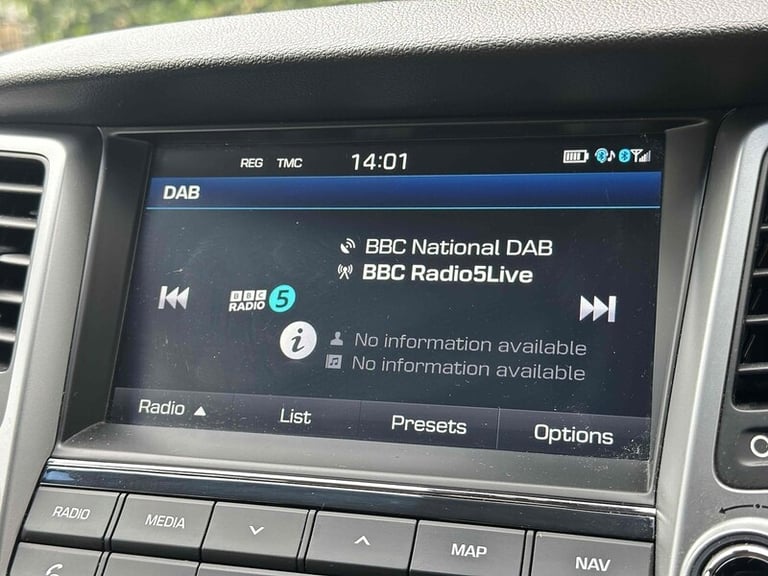 REG TMC 14:01
DAB
BBC National DAB
BBC Radio5Live
BBC
RADIO 5
i
No information available
No information available
Radio ▲ List Presets Options
RADIO MEDIA MAP NAV